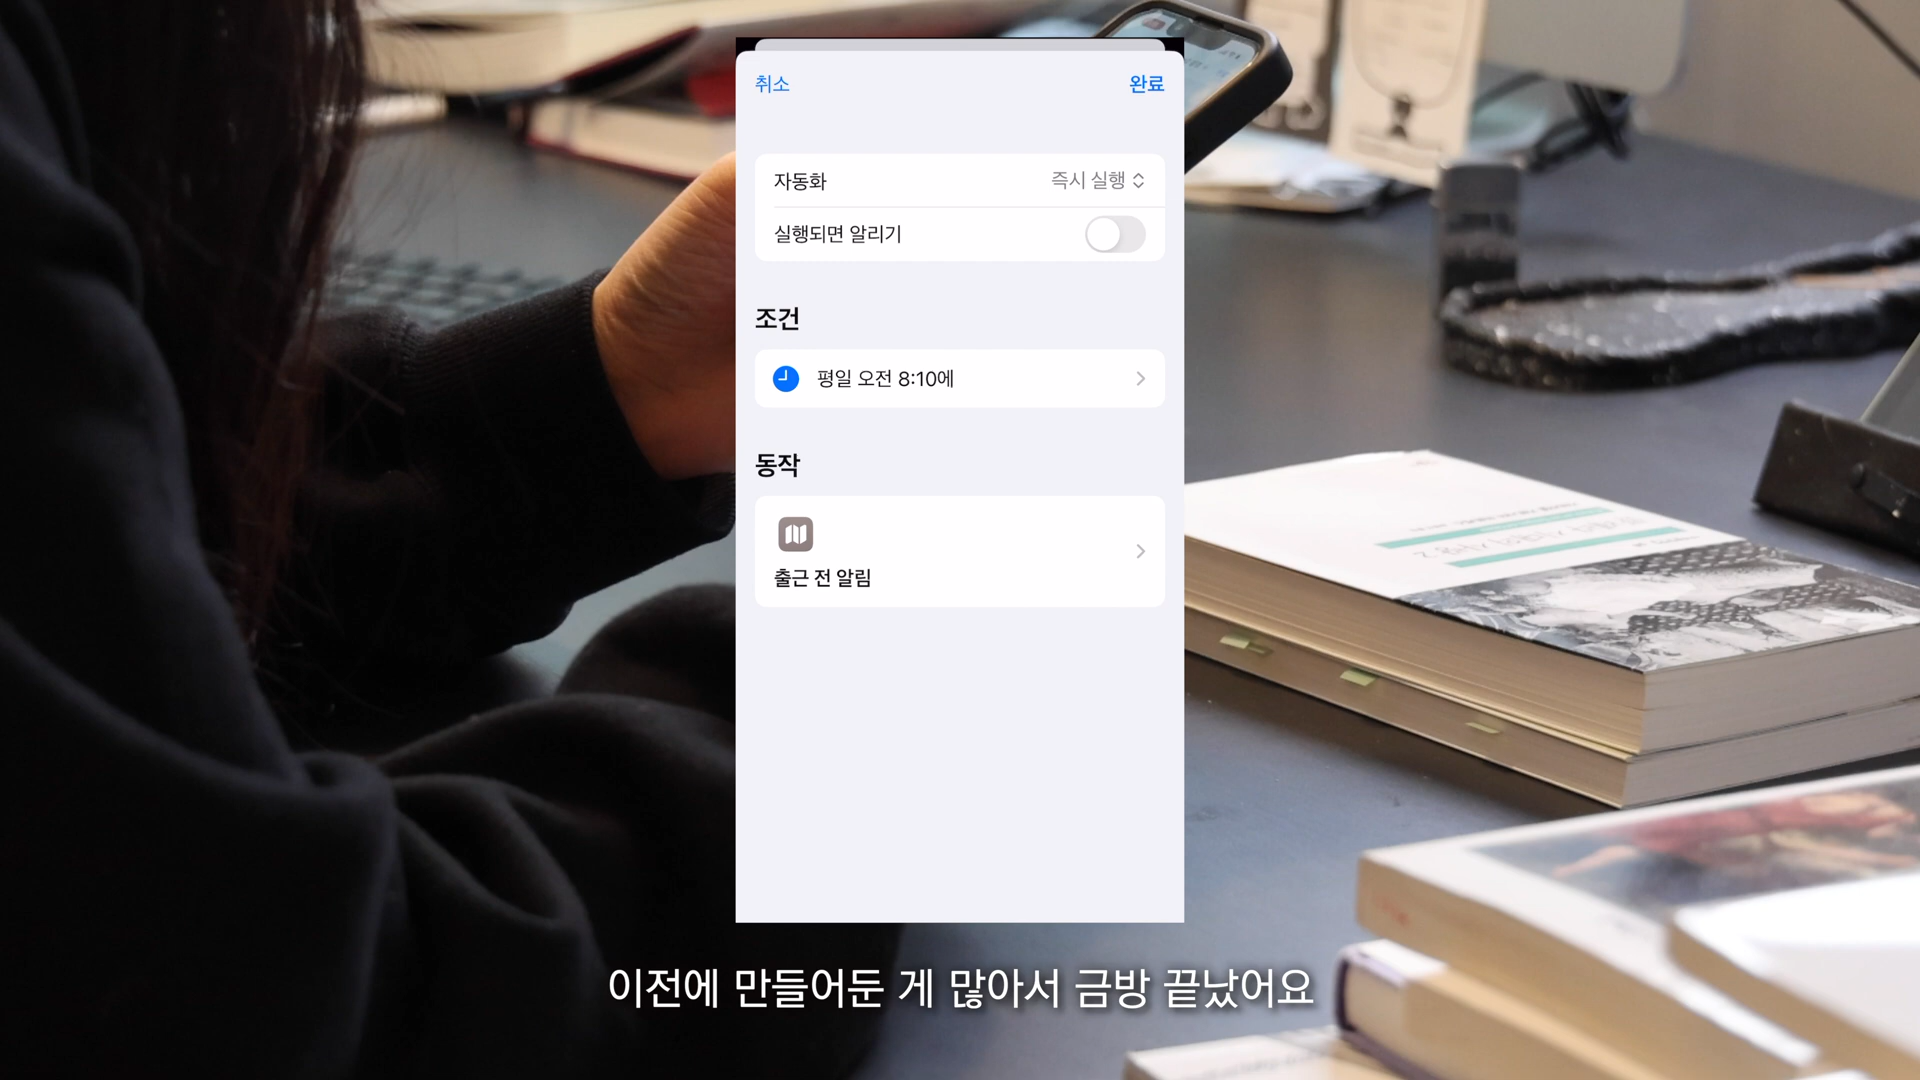 취소
완료
자동화
즉시 실행
실행되면 알리기
조건
평일 오전 8:10에
동작
출근 전 알림
이전에 만들어둔 게 많아서 금방 끝났어요